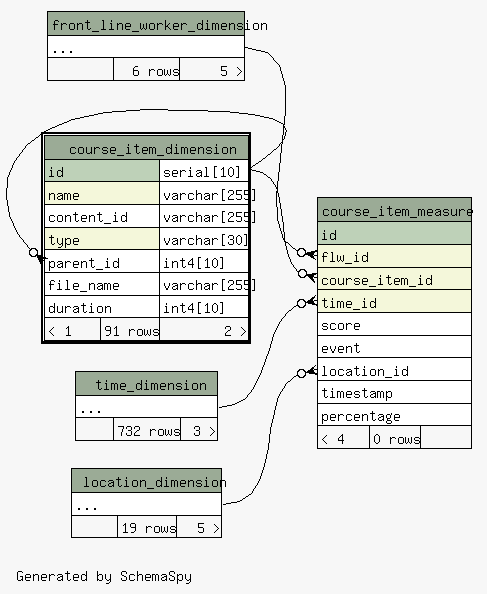 front_line_worker_dimension
...
6 rows 5 >
course_item_dimension
id serial[10]
name varchar[255]
content_id varchar[255]
type varchar[30]
parent_id int4[10]
file_name varchar[255]
duration int4[10]
< 1 91 rows 2 >
course_item_measure
id
flw_id
course_item_id
time_id
score
event
location_id
timestamp
percentage
< 4 0 rows
time_dimension
...
732 rows 3 >
location_dimension
...
19 rows 5 >
Generated by SchemaSpy